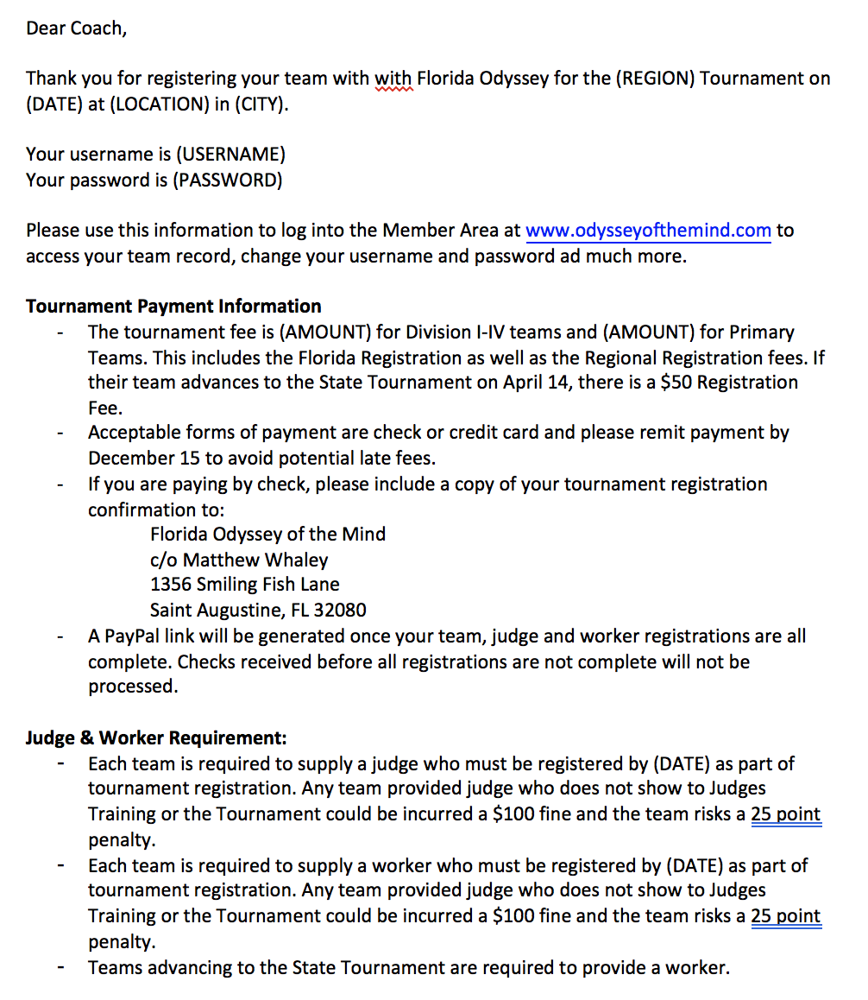 Dear Coach,
Thank you for registering your team with with Florida Odyssey for the (REGION) Tournament on
(DATE) at (LOCATION) in (CITY).
Your username is (USERNAME)
Your password is (PASSWORD)
Please use this information to log into the Member Area at www.odysseyofthemind.com to
access your team record, change your username and password ad much more.
Tournament Payment Information
- The tournament fee is (AMOUNT) for Division I-IV teams and (AMOUNT) for Primary
Teams. This includes the Florida Registration as well as the Regional Registration fees. If
their team advances to the State Tournament on April 14, there is a $50 Registration
Fee.
- Acceptable forms of payment are check or credit card and please remit payment by
December 15 to avoid potential late fees.
- If you are paying by check, please include a copy of your tournament registration
confirmation to:
Florida Odyssey of the Mind
c/o Matthew Whaley
1356 Smiling Fish Lane
Saint Augustine, FL 32080
- A PayPal link will be generated once your team, judge and worker registrations are all
complete. Checks received before all registrations are not complete will not be
processed.
Judge & Worker Requirement:
- Each team is required to supply a judge who must be registered by (DATE) as part of
tournament registration. Any team provided judge who does not show to Judges
Training or the Tournament could be incurred a $100 fine and the team risks a 25 point
penalty.
- Each team is required to supply a worker who must be registered by (DATE) as part of
tournament registration. Any team provided judge who does not show to Judges
Training or the Tournament could be incurred a $100 fine and the team risks a 25 point
penalty.
- Teams advancing to the State Tournament are required to provide a worker.